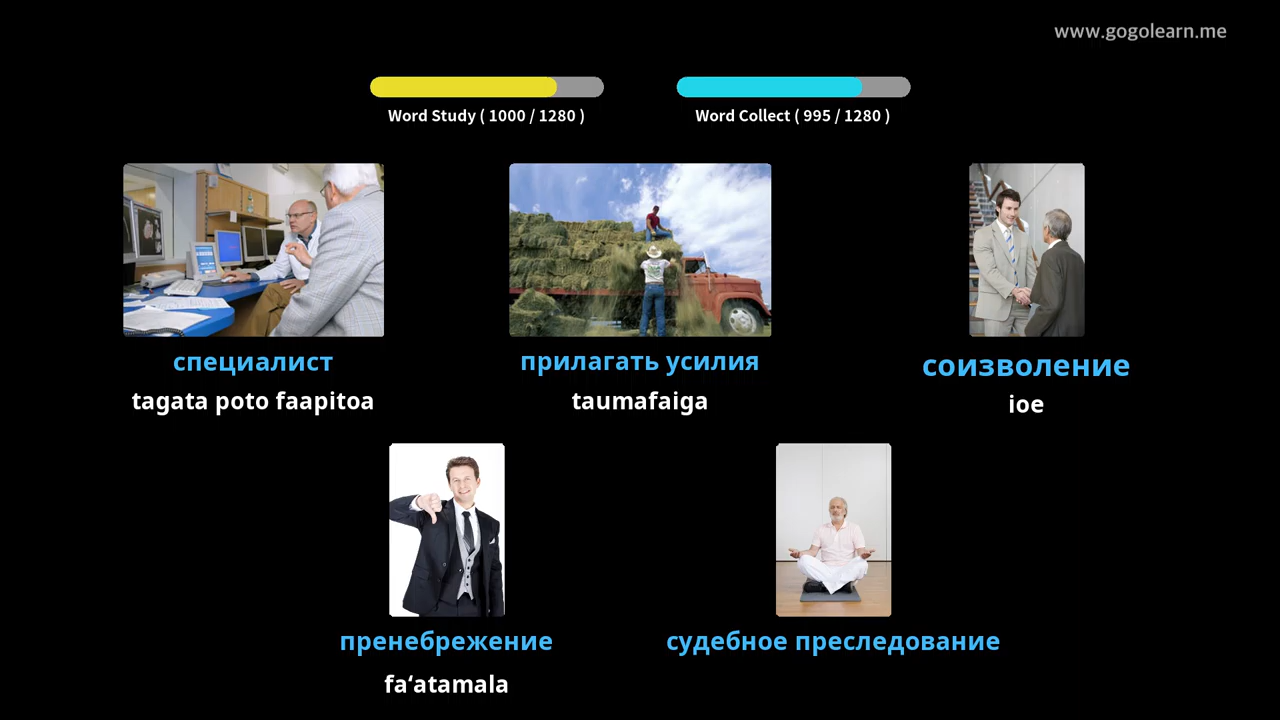 www.gogolearn.me
Word Study ( 1000 / 1280 )
Word Collect ( 995 / 1280 )
специалист
прилагать усилия
соизволение
tagata poto faapitoa
taumafaiga
ioe
пренебрежение
судебное преследование
fa‘atamala